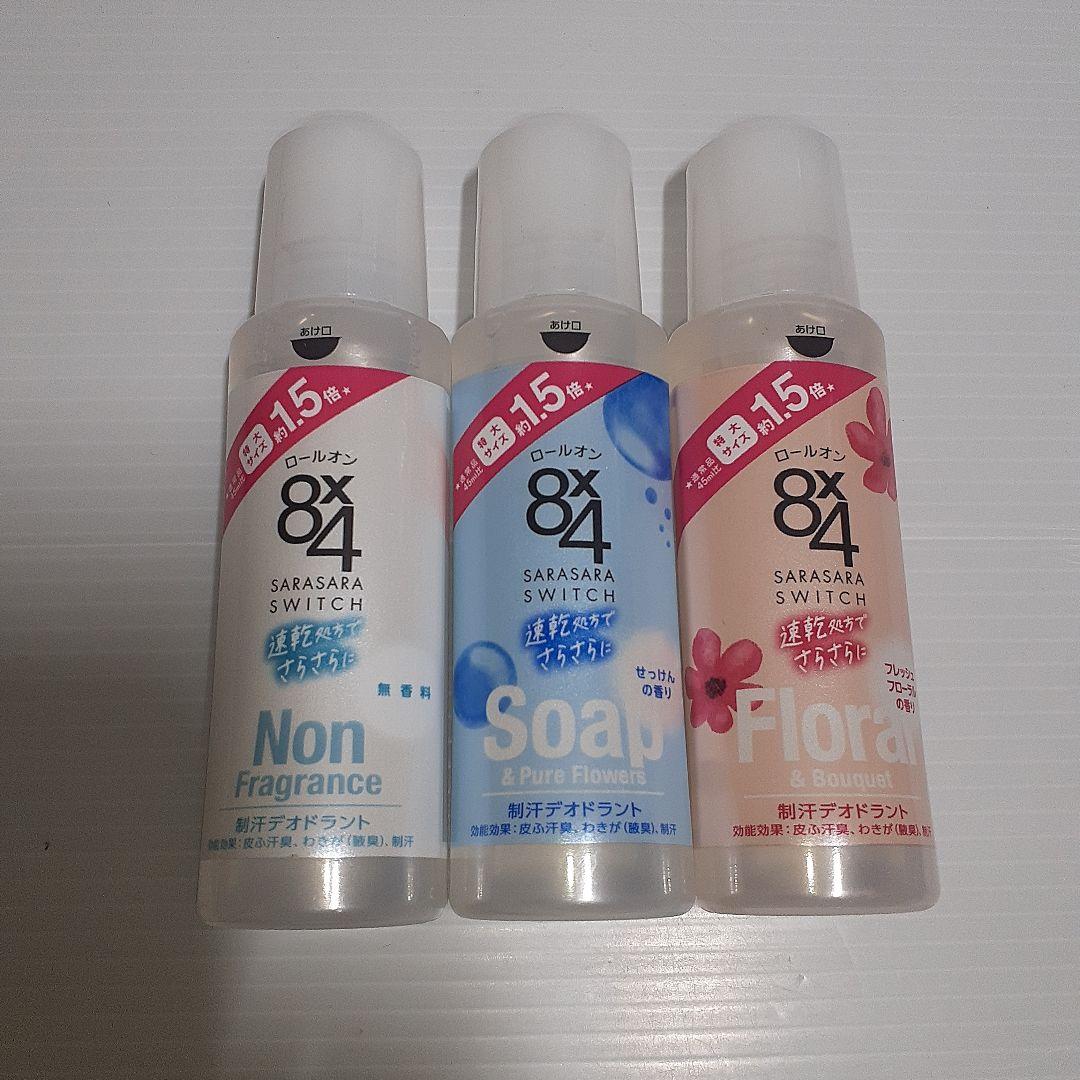 あけ口
特大サイズ
約1.5倍★
★通常品
45ml比
ロールオン
8x4
SARASARA
SWITCH
速乾処方で
さらさらに
無香料
Non
Fragrance
制汗デオドラント
効能効果:皮ふ汗臭、わきが(腋臭)、制汗
あけ口
特大サイズ
約1.5倍★
★通常品
45ml比
ロールオン
8x4
SARASARA
SWITCH
速乾処方で
さらさらに
せっけん
の香り
Soap
& Pure Flowers
制汗デオドラント
効能効果:皮ふ汗臭、わきが(腋臭)、制汗
あけ口
特大サイズ
約1.5倍★
★通常品
45ml比
ロールオン
8x4
SARASARA
SWITCH
速乾処方で
さらさらに
フレッシュ
フローラル
の香り
Floral
& Bouquet
制汗デオドラント
効能効果:皮ふ汗臭、わきが(腋臭)、制汗